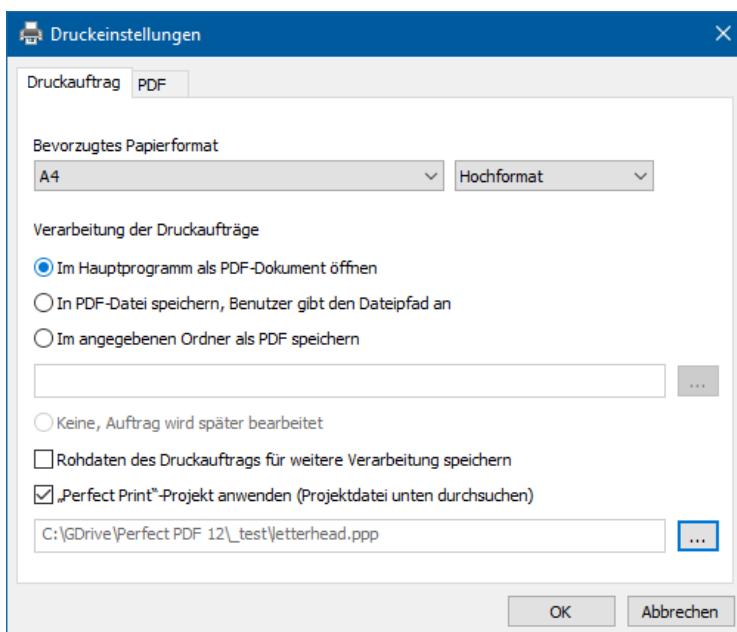 Druckeinstellungen
Druckauftrag PDF
Bevorzugtes Papierformat
A4 Hochformat
Verarbeitung der Druckaufträge
Im Hauptprogramm als PDF-Dokument öffnen
In PDF-Datei speichern, Benutzer gibt den Dateipfad an
Im angegebenen Ordner als PDF speichern
...
Keine, Auftrag wird später bearbeitet
Rohdaten des Druckauftrags für weitere Verarbeitung speichern
„Perfect Print“-Projekt anwenden (Projektdatei unten durchsuchen)
C:\GDrive\Perfect PDF 12\_test\letterhead.ppp ...
OK Abbrechen